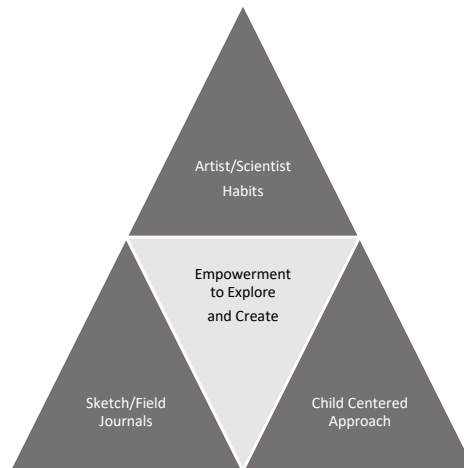 Artist/Scientist
Habits
Empowerment
to Explore
and Create
Sketch/Field
Journals
Child Centered
Approach